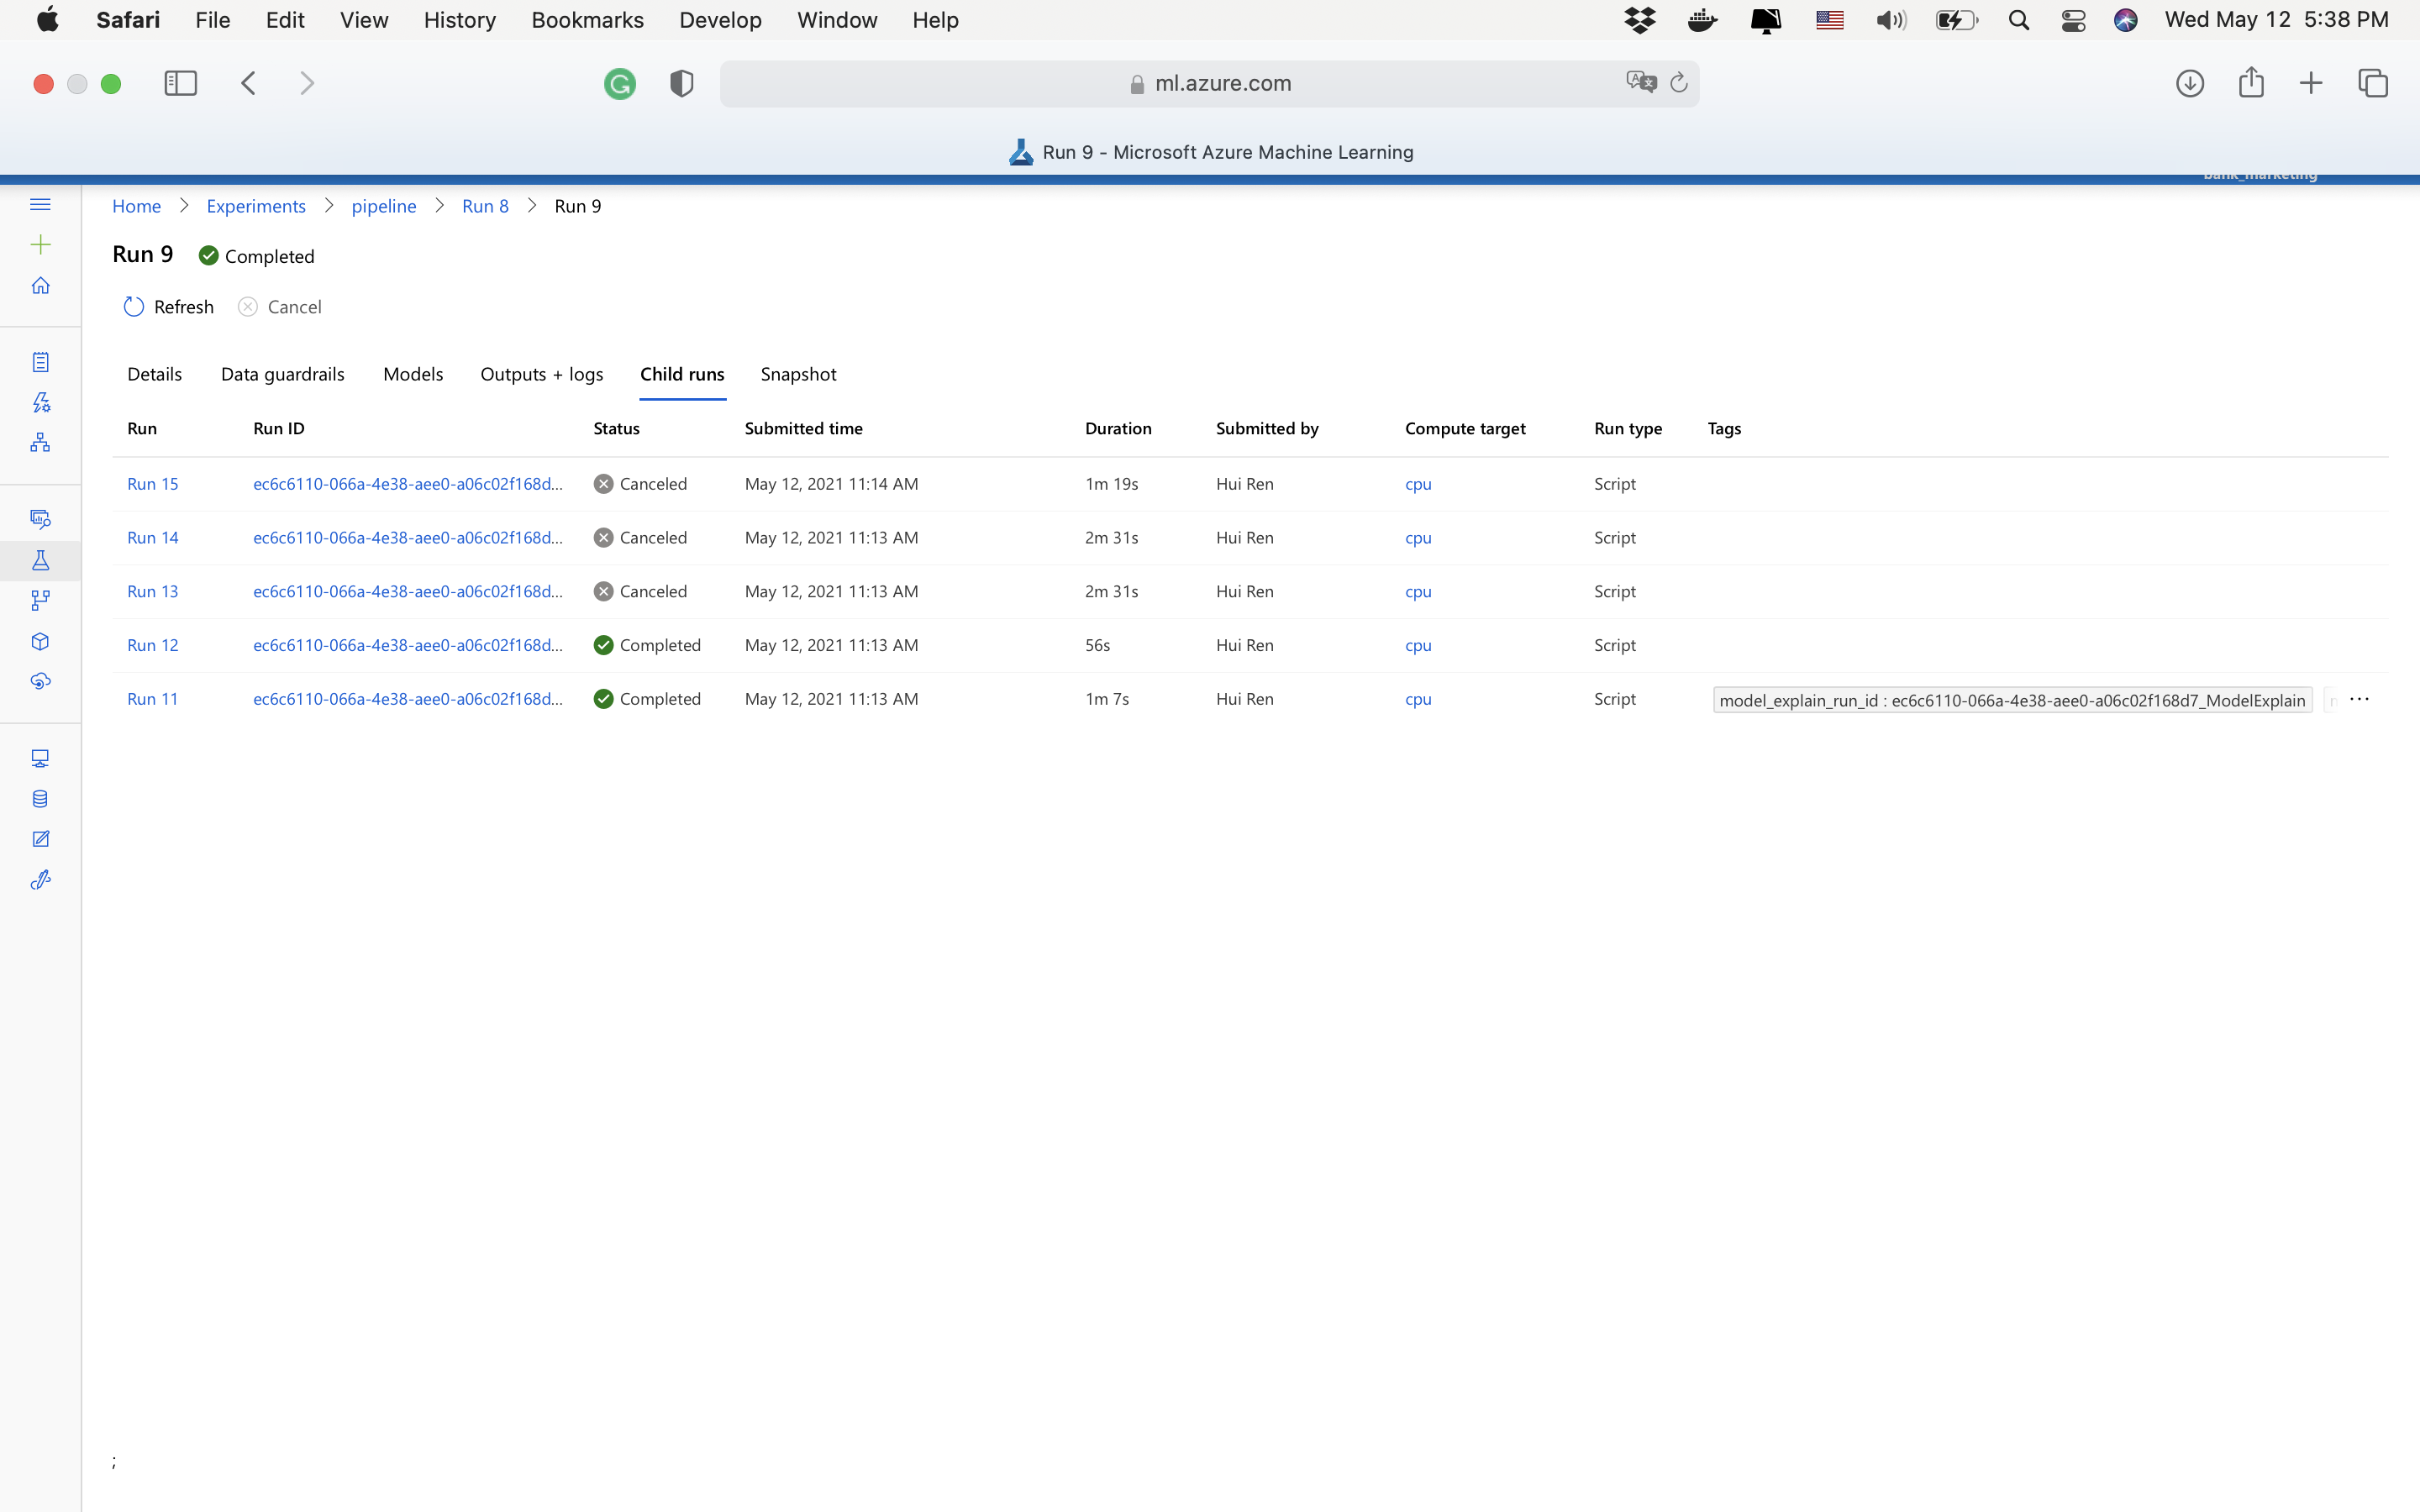 Safari File Edit View History Bookmarks Develop Window Help Wed May 12 5:38 PM
ml.azure.com
Run 9 - Microsoft Azure Machine Learning
bank_marketing
Home > Experiments > pipeline > Run 8 > Run 9
Run 9 Completed
Refresh Cancel
Details Data guardrails Models Outputs + logs Child runs Snapshot
Run Run ID Status Submitted time Duration Submitted by Compute target Run type Tags
Run 15 ec6c6110-066a-4e38-aee0-a06c02f168d... Canceled May 12, 2021 11:14 AM 1m 19s Hui Ren cpu Script
Run 14 ec6c6110-066a-4e38-aee0-a06c02f168d... Canceled May 12, 2021 11:13 AM 2m 31s Hui Ren cpu Script
Run 13 ec6c6110-066a-4e38-aee0-a06c02f168d... Canceled May 12, 2021 11:13 AM 2m 31s Hui Ren cpu Script
Run 12 ec6c6110-066a-4e38-aee0-a06c02f168d... Completed May 12, 2021 11:13 AM 56s Hui Ren cpu Script
Run 11 ec6c6110-066a-4e38-aee0-a06c02f168d... Completed May 12, 2021 11:13 AM 1m 7s Hui Ren cpu Script model_explain_run_id : ec6c6110-066a-4e38-aee0-a06c02f168d7_ModelExplain ...
;